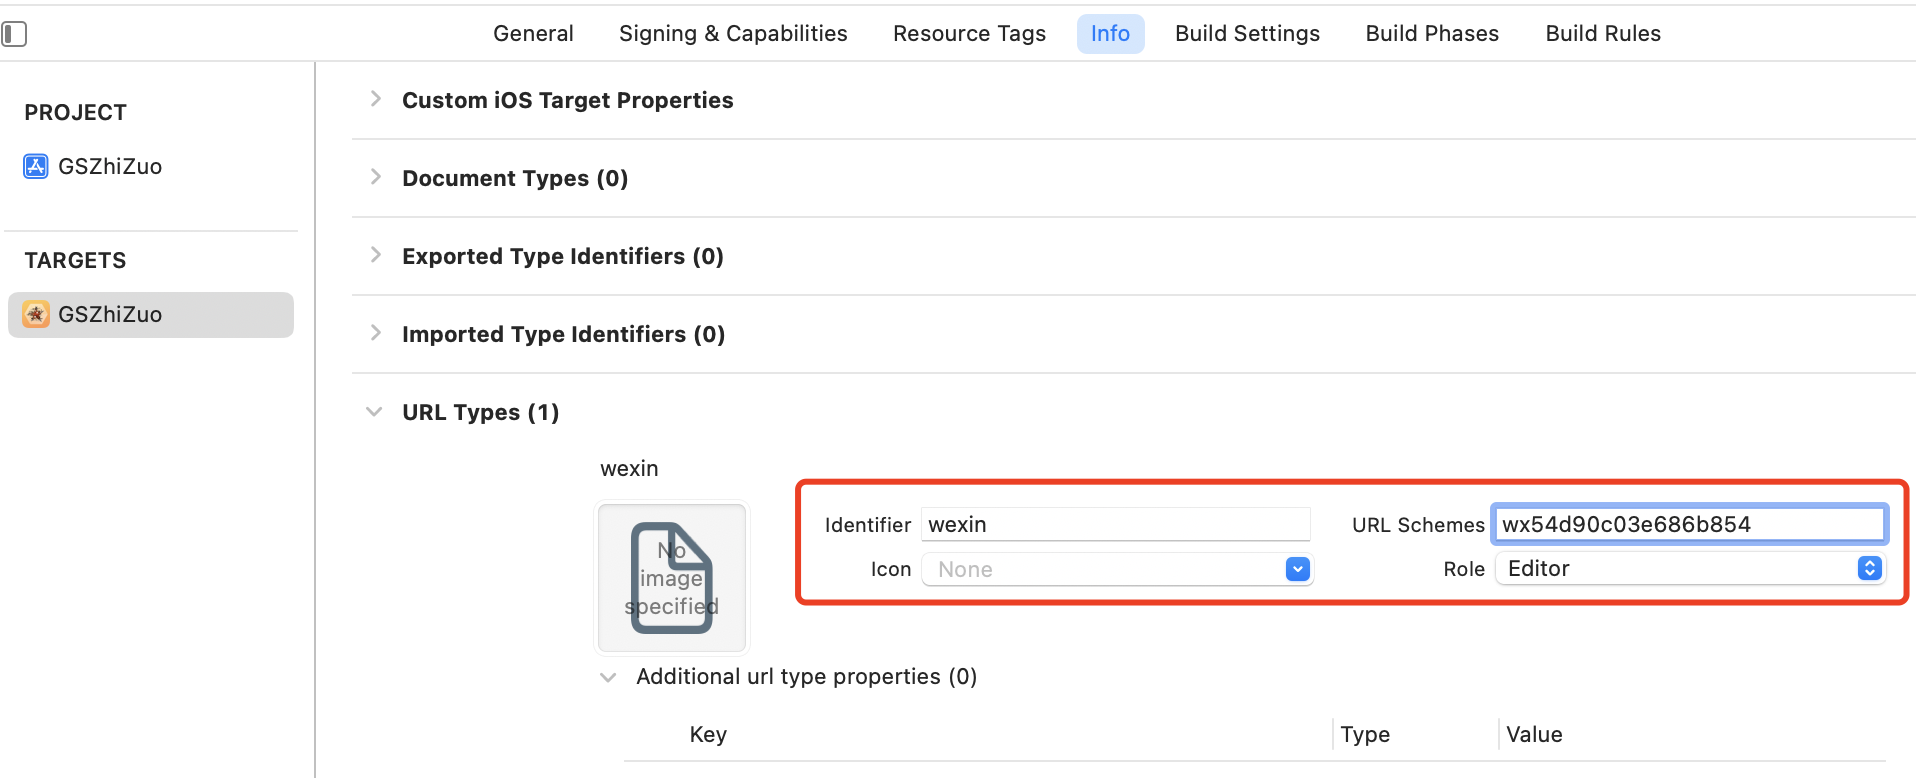 General Signing & Capabilities Resource Tags Info Build Settings Build Phases Build Rules
PROJECT
GSZhiZuo
TARGETS
GSZhiZuo
Custom iOS Target Properties
Document Types (0)
Exported Type Identifiers (0)
Imported Type Identifiers (0)
URL Types (1)
wexin
No
image
specified
Identifier wexin URL Schemes wx54d90c03e686b854
Icon None Role Editor
Additional url type properties (0)
Key Type Value